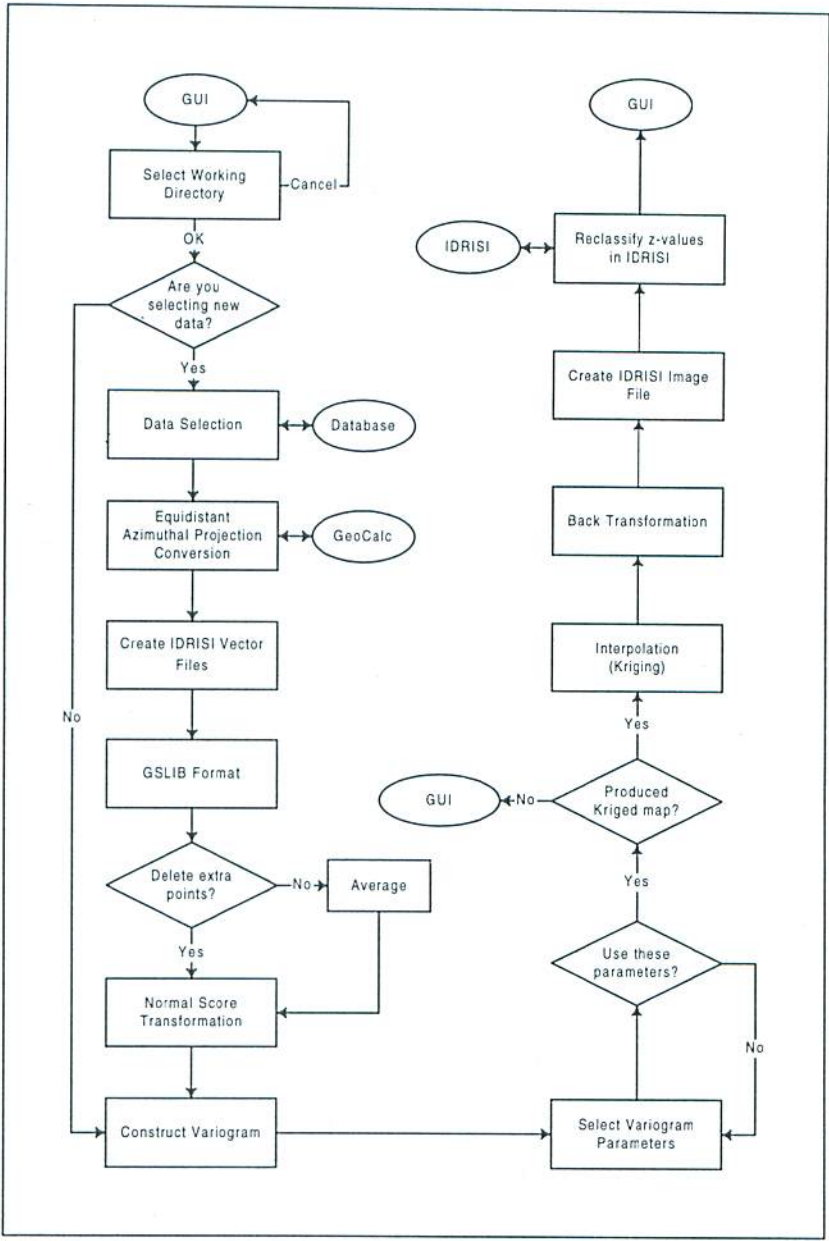 GUI
Select Working
Directory
Cancel
OK
Are you
selecting new
data?
Yes
No
Data Selection
Database
Equidistant
Azimuthal Projection
Conversion
GeoCalc
Create IDRISI Vector
Files
GSLIB Format
Delete extra
points?
No
Average
Yes
Normal Score
Transformation
Construct Variogram
Select Variogram
Parameters
Use these
parameters?
No
Yes
Produced
Kriged map?
No
GUI
Yes
Interpolation
(Kriging)
Back Transformation
Create IDRISI Image
File
Reclassify z-values
in IDRISI
IDRISI
GUI